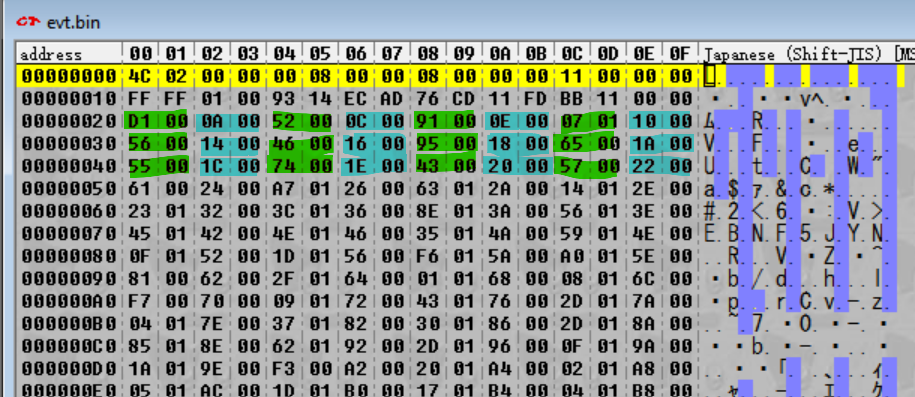 evt.bin
address 00 01 02 03 04 05 06 07 08 09 0A 0B 0C 0D 0E 0F Japanese (Shift-JIS) [MS
00000000 4C 02 00 00 00 08 00 00 08 00 00 00 11 00 00 00
00000010 FF FF 01 00 93 14 EC AD 76 CD 11 FD BB 11 00 00
00000020 D1 00 0A 00 52 00 0C 00 91 00 0E 00 07 01 10 00
00000030 56 00 14 00 46 00 16 00 95 00 18 00 65 00 1A 00
00000040 55 00 1C 00 74 00 1E 00 43 00 20 00 57 00 22 00
00000050 61 00 24 00 A7 01 26 00 63 01 2A 00 14 01 2E 00
00000060 23 01 32 00 3C 01 36 00 8E 01 3A 00 56 01 3E 00
00000070 45 01 42 00 4E 01 46 00 35 01 4A 00 59 01 4E 00
00000080 0F 01 52 00 1D 01 56 00 F6 01 5A 00 A0 01 5E 00
00000090 81 00 62 00 2F 01 64 00 01 01 68 00 08 01 6C 00
000000A0 F7 00 70 00 09 01 72 00 43 01 76 00 2D 01 7A 00
000000B0 04 01 7E 00 37 01 82 00 30 01 86 00 2D 01 8A 00
000000C0 85 01 8E 00 62 01 92 00 2D 01 96 00 0F 01 9A 00
000000D0 1A 01 9E 00 F3 00 A2 00 20 01 A4 00 02 01 A8 00
000000E0 05 01 AC 00 1D 01 B0 00 17 01 B4 00 04 01 B8 00